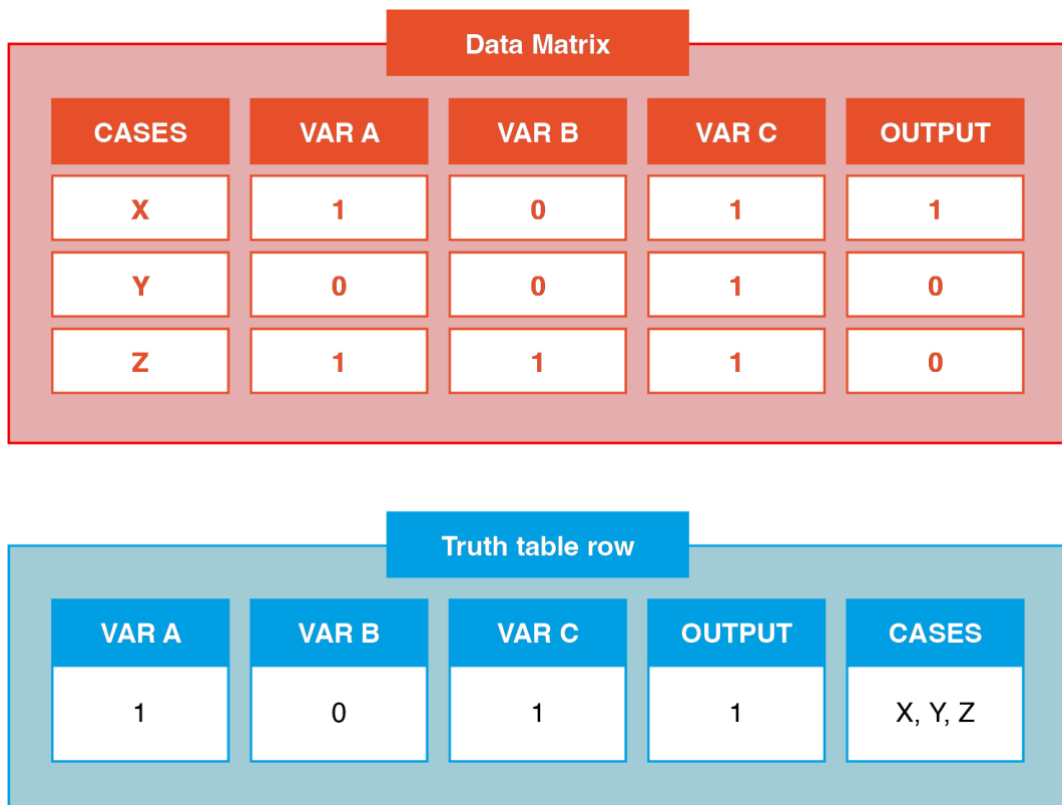 Data Matrix
CASES VAR A VAR B VAR C OUTPUT
X 1 0 1 1
Y 0 0 1 0
Z 1 1 1 0
Truth table row
VAR A VAR B VAR C OUTPUT CASES
1 0 1 1 X, Y, Z